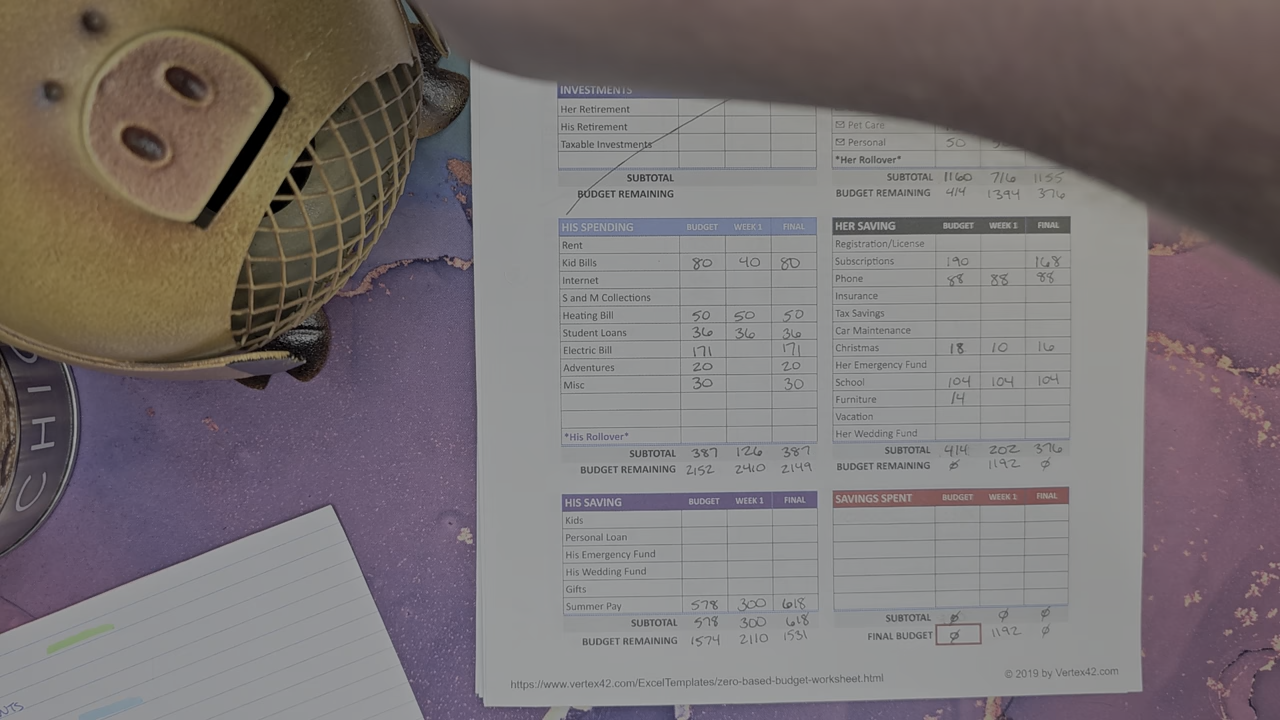 INVESTMENTS
Her Retirement
His Retirement
Taxable Investments
SUBTOTAL
BUDGET REMAINING
HIS SPENDING BUDGET WEEK 1 FINAL
Rent
Kid Bills 80 40 80
Internet
S and M Collections
Heating Bill 50 50 50
Student Loans 36 36 36
Electric Bill 171 171
Adventures 20 20
Misc 30 30
*His Rollover*
SUBTOTAL 387 126 387
BUDGET REMAINING 2152 2410 2149
HIS SAVING BUDGET WEEK 1 FINAL
Kids
Personal Loan
His Emergency Fund
His Wedding Fund
Gifts
Summer Pay 578 300 618
SUBTOTAL 578 300 618
BUDGET REMAINING 1574 2110 1531
Pet Care
Personal 50
*Her Rollover*
SUBTOTAL 1160 716 1155
BUDGET REMAINING 414 1394 376
HER SAVING BUDGET WEEK 1 FINAL
Registration/License
Subscriptions 190 168
Phone 88 88 88
Insurance
Tax Savings
Car Maintenance
Christmas 18 10 16
Her Emergency Fund
School 104 104 104
Furniture 14
Vacation
Her Wedding Fund
SUBTOTAL 414 202 376
BUDGET REMAINING ∅ 1192 ∅
SAVINGS SPENT BUDGET WEEK 1 FINAL
SUBTOTAL ∅ ∅ ∅
FINAL BUDGET ∅ 1192 ∅
https://www.vertex42.com/ExcelTemplates/zero-based-budget-worksheet.html
© 2019 by Vertex42.com
CHI